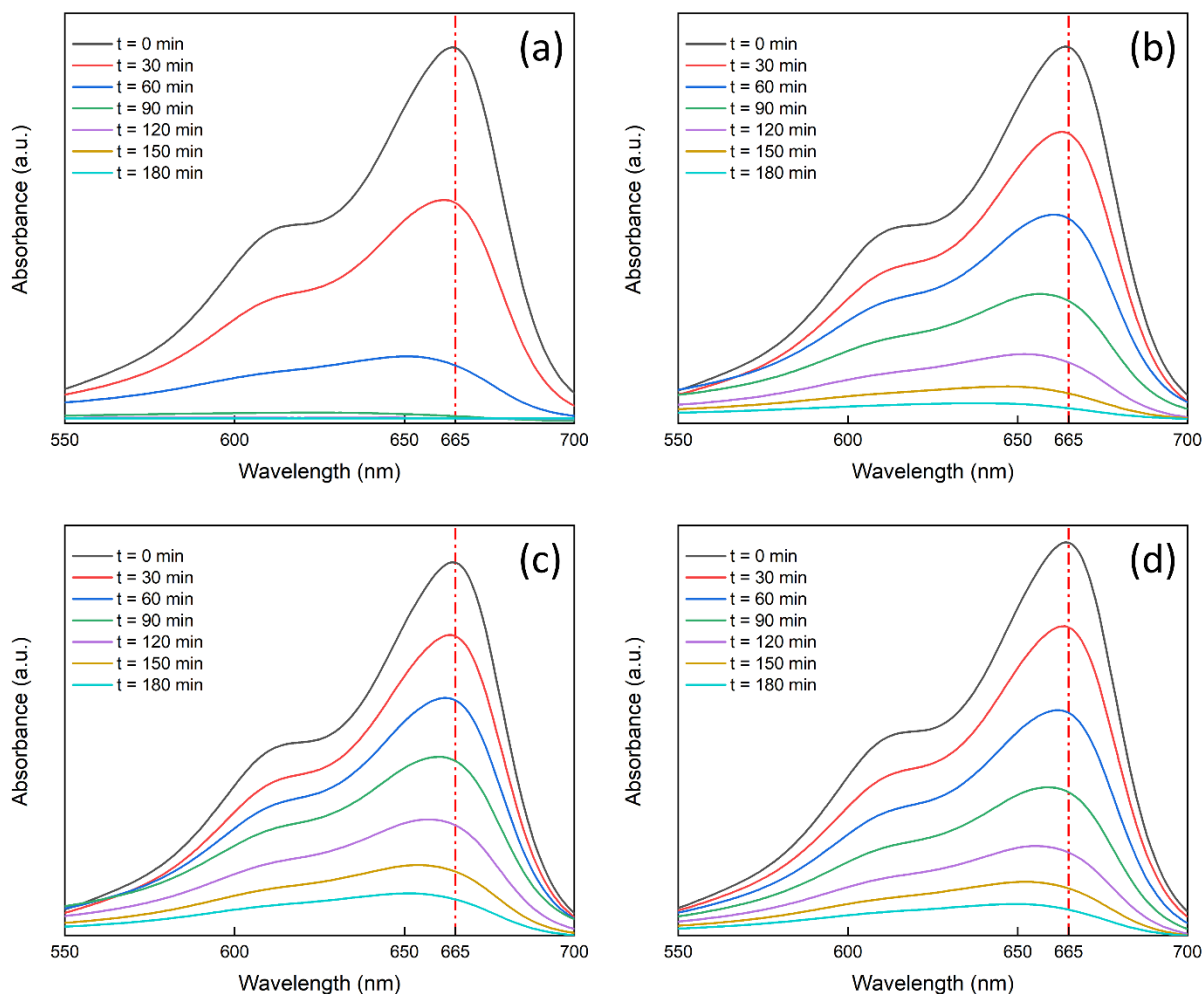 (a)
t = 0 min
t = 30 min
t = 60 min
t = 90 min
t = 120 min
t = 150 min
t = 180 min
Absorbance (a.u.)
550 600 650 665 700
Wavelength (nm)
(b)
t = 0 min
t = 30 min
t = 60 min
t = 90 min
t = 120 min
t = 150 min
t = 180 min
Absorbance (a.u.)
550 600 650 665 700
Wavelength (nm)
(c)
t = 0 min
t = 30 min
t = 60 min
t = 90 min
t = 120 min
t = 150 min
t = 180 min
Absorbance (a.u.)
550 600 650 665 700
Wavelength (nm)
(d)
t = 0 min
t = 30 min
t = 60 min
t = 90 min
t = 120 min
t = 150 min
t = 180 min
Absorbance (a.u.)
550 600 650 665 700
Wavelength (nm)